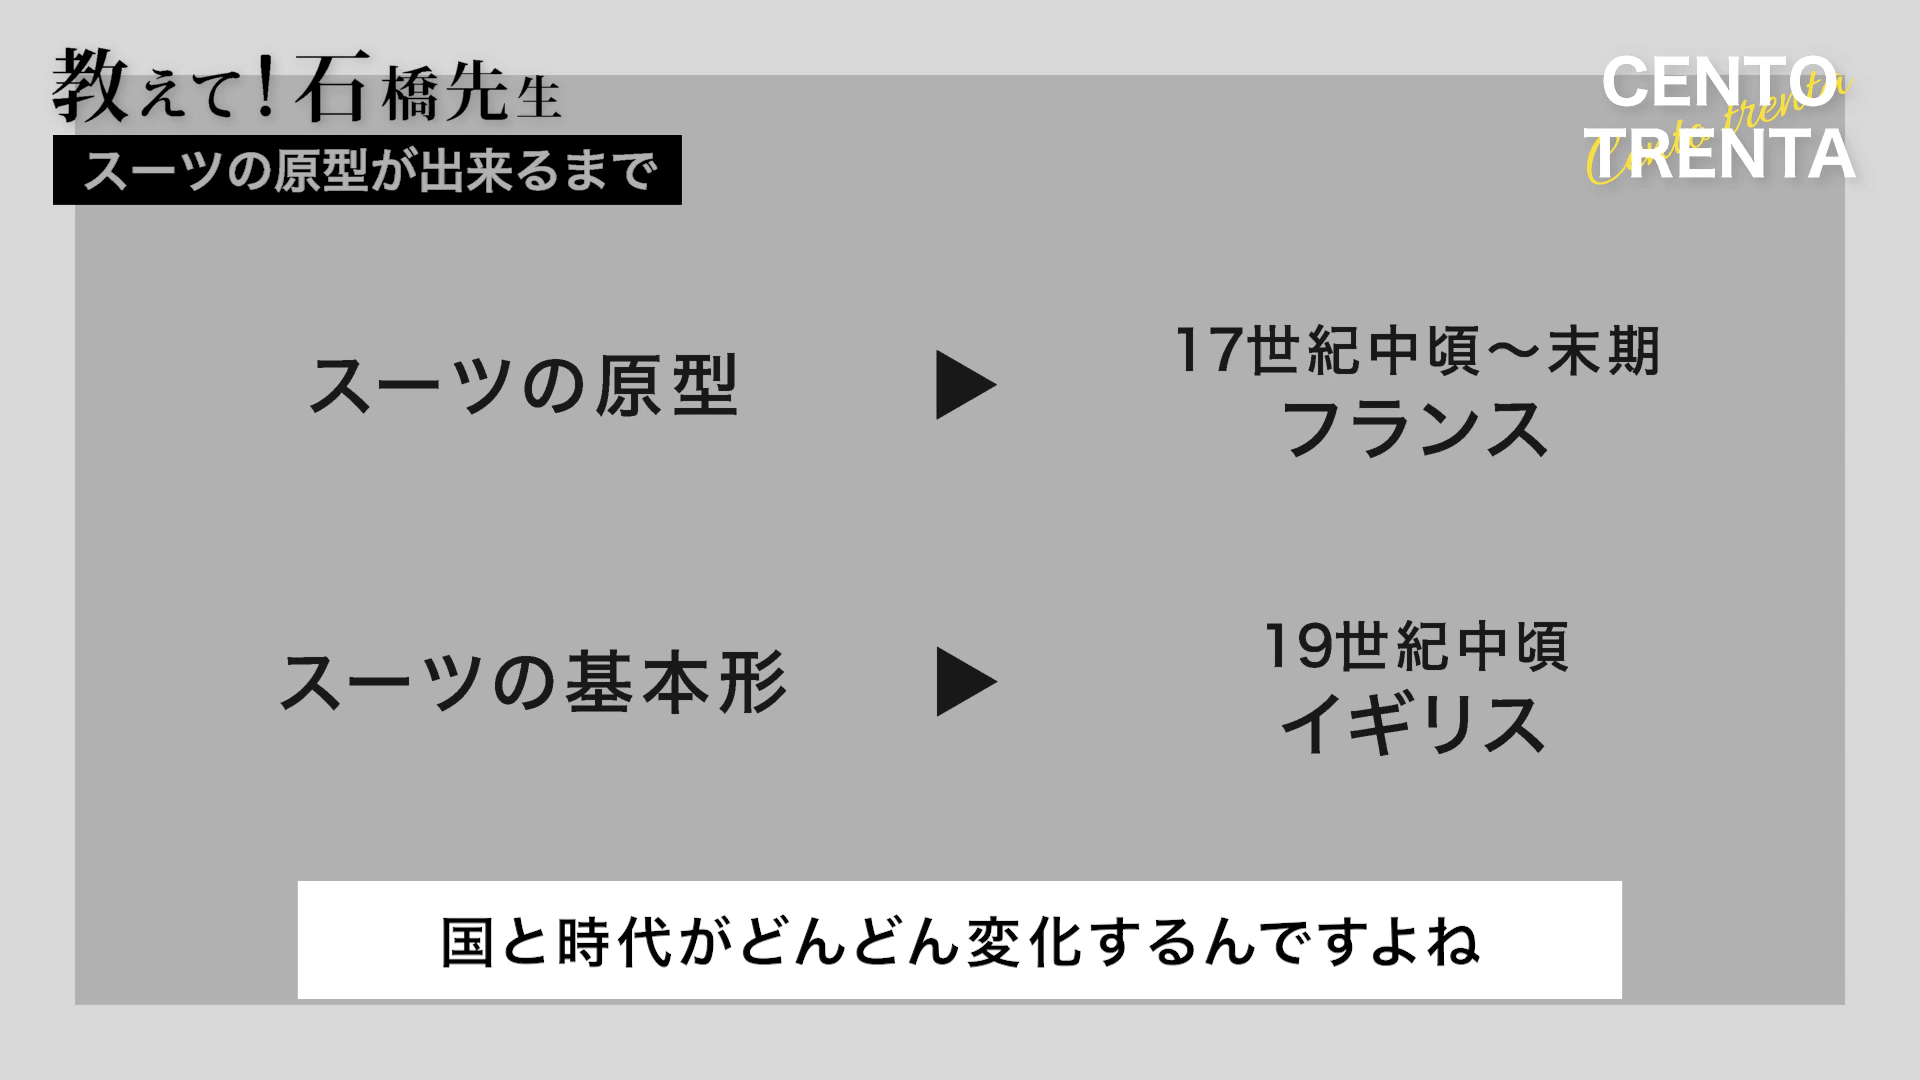 教えて！石橋先生
スーツの原型が出来るまで
CENTO
TRENTA
Cento trenta
スーツの原型
▶
17世紀中頃〜末期
フランス
スーツの基本形
▶
19世紀中頃
イギリス
国と時代がどんどん変化するんですよね